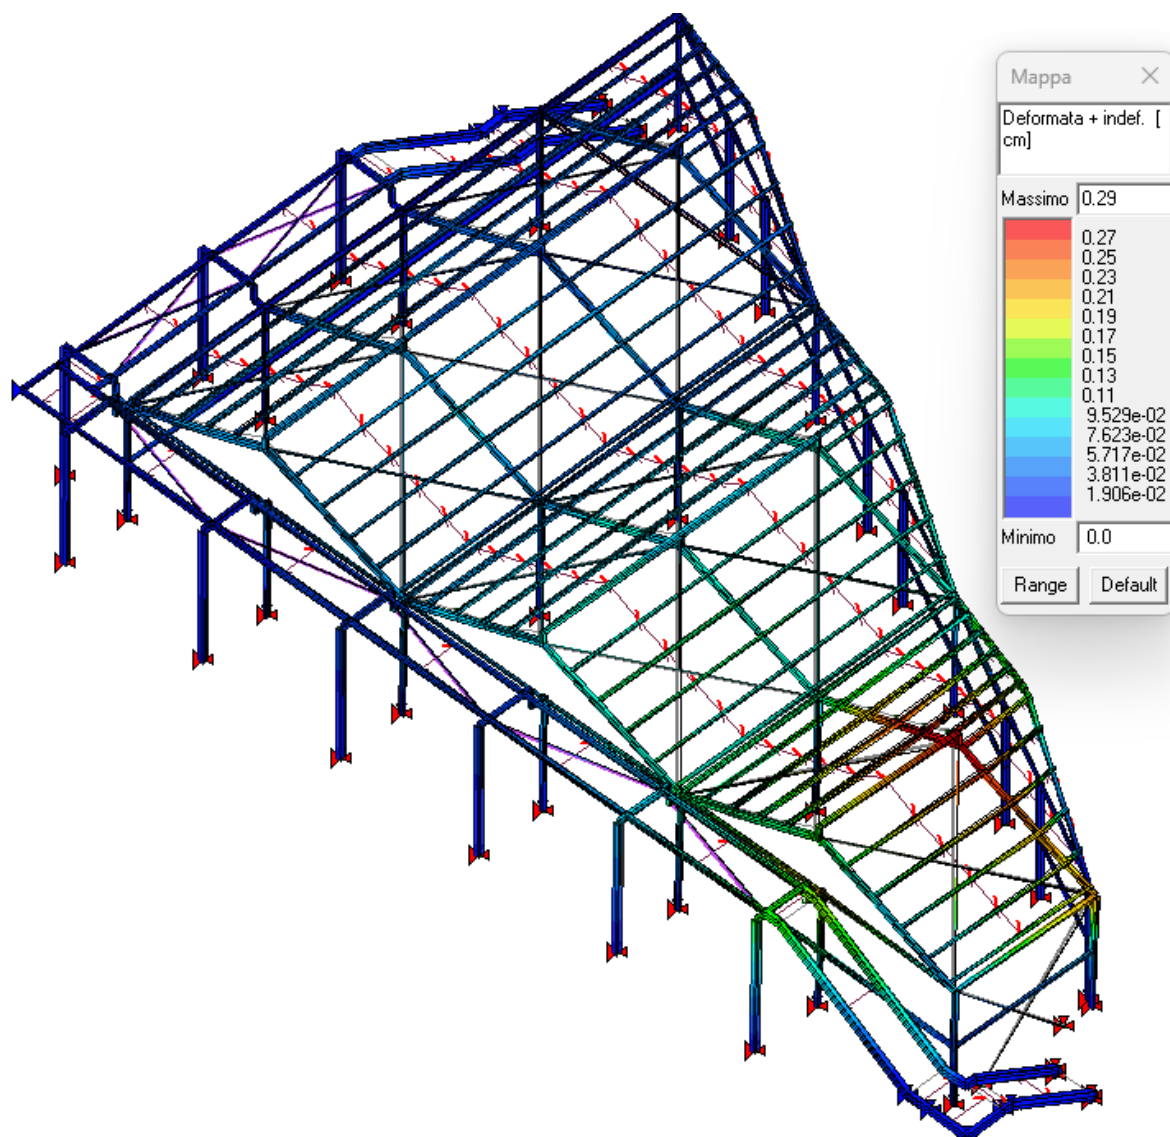 Mappa
Deformata + indef. [
cm]
Massimo 0.29
0.27
0.25
0.23
0.21
0.19
0.17
0.15
0.13
0.11
9.529e-02
7.623e-02
5.717e-02
3.811e-02
1.906e-02
Minimo 0.0
Range Default